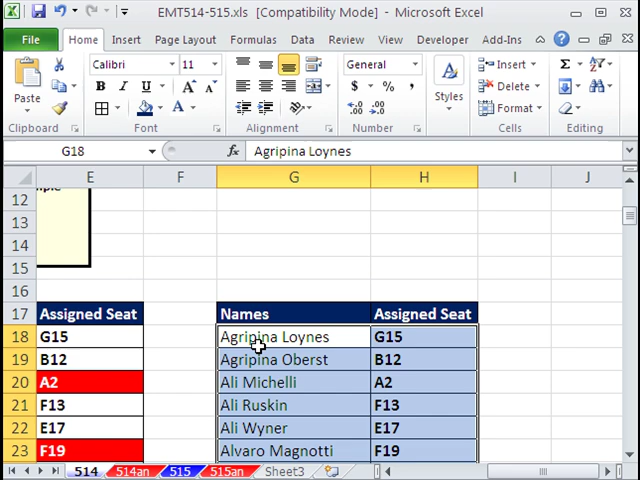 EMT514-515.xls [Compatibility Mode] - Microsoft Excel
File Home Insert Page Layout Formulas Data Review View Developer Add-Ins
Paste
Clipboard
Calibri 11
B I U
A A
Font
Alignment
General
$ % ,
Number
Styles
Insert
Delete
Format
Cells
Σ
Editing
G18 fx Agripina Loynes
E F G H I J
12
13
14
15
16
17 Assigned Seat Names Assigned Seat
18 G15 Agripina Loynes G15
19 B12 Agripina Oberst B12
20 A2 Ali Michelli A2
21 F13 Ali Ruskin F13
22 E17 Ali Wyner E17
23 F19 Alvaro Magnotti F19
514 514an 515 515an Sheet3